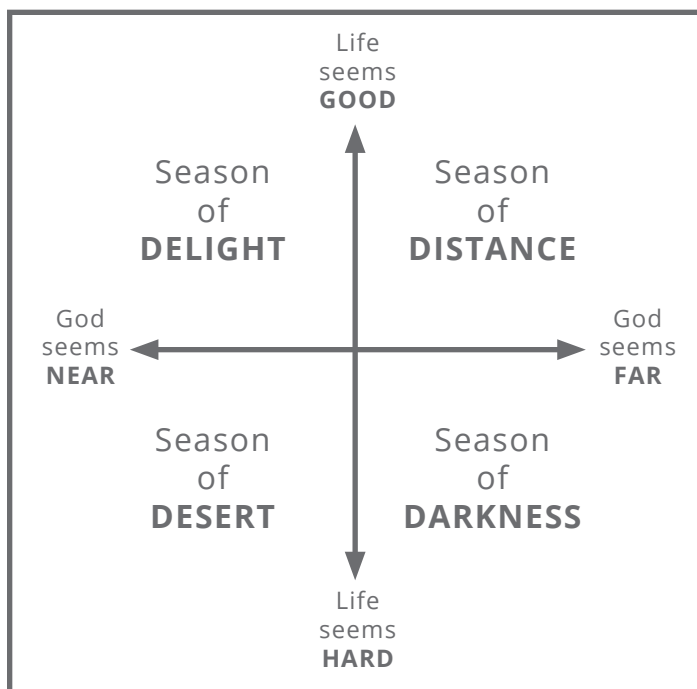 Life
seems
GOOD
Season
of
DELIGHT
Season
of
DISTANCE
God
seems
NEAR
God
seems
FAR
Season
of
DESERT
Season
of
DARKNESS
Life
seems
HARD